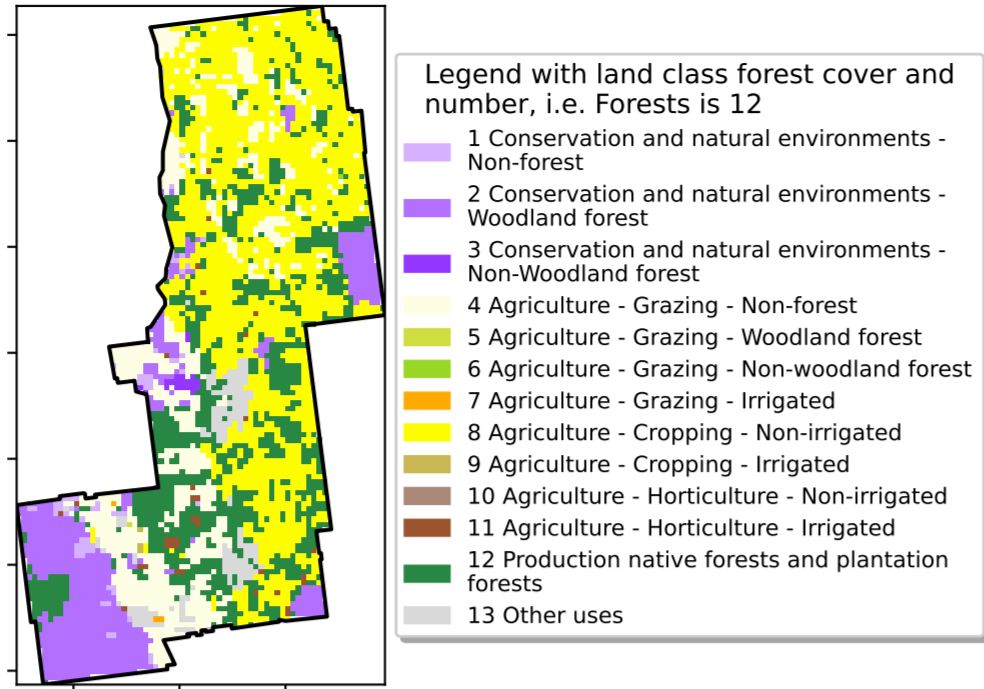 Legend with land class forest cover and
number, i.e. Forests is 12
1 Conservation and natural environments -
Non-forest
2 Conservation and natural environments -
Woodland forest
3 Conservation and natural environments -
Non-Woodland forest
4 Agriculture - Grazing - Non-forest
5 Agriculture - Grazing - Woodland forest
6 Agriculture - Grazing - Non-woodland forest
7 Agriculture - Grazing - Irrigated
8 Agriculture - Cropping - Non-irrigated
9 Agriculture - Cropping - Irrigated
10 Agriculture - Horticulture - Non-irrigated
11 Agriculture - Horticulture - Irrigated
12 Production native forests and plantation
forests
13 Other uses